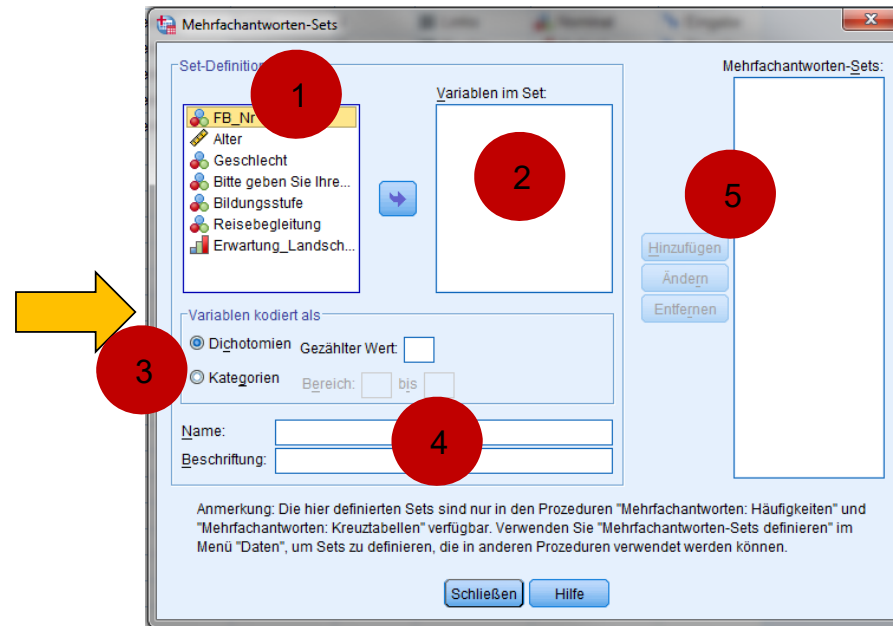 Mehrfachantworten-Sets
Set-Definition
Mehrfachantworten-Sets:
1
Variablen im Set:
FB_Nr
Alter
Geschlecht
Bitte geben Sie Ihre...
Bildungsstufe
Reisebegleitung
Erwartung_Landsch...
2
5
Hinzufügen
Ändern
Entfernen
Variablen kodiert als
3
Dichotomien Gezählter Wert:
Kategorien Bereich: bis
Name:
4
Beschriftung:
Anmerkung: Die hier definierten Sets sind nur in den Prozeduren "Mehrfachantworten: Häufigkeiten" und
"Mehrfachantworten: Kreuztabellen" verfügbar. Verwenden Sie "Mehrfachantworten-Sets definieren" im
Menü "Daten", um Sets zu definieren, die in anderen Prozeduren verwendet werden können.
Schließen Hilfe